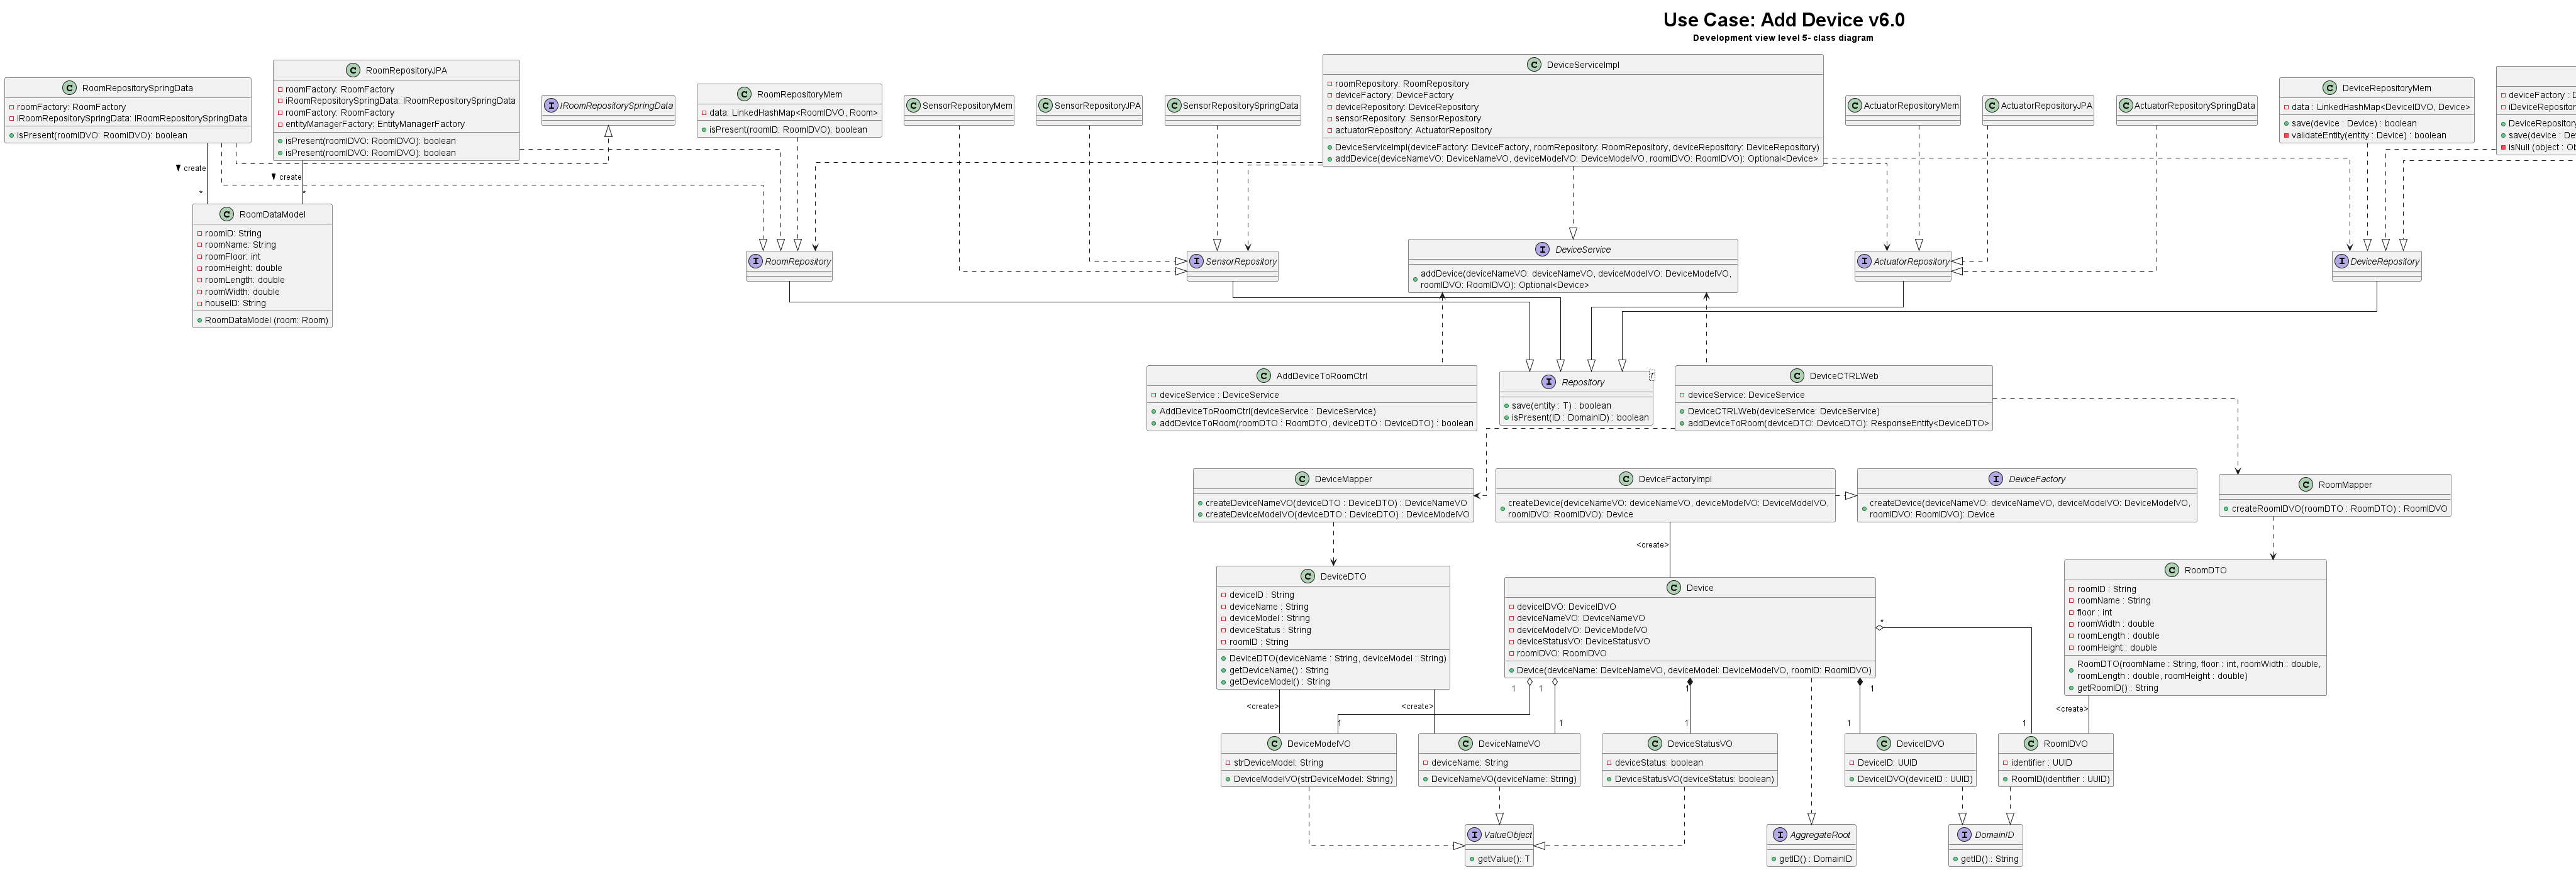 Use Case: Add Device v6.0
Development view level 5- class diagram
RoomRepositorySpringData
roomFactory: RoomFactory
iRoomRepositorySpringData: IRoomRepositorySpringData
isPresent(roomIDVO: RoomIDVO): boolean
RoomRepositoryJPA
roomFactory: RoomFactory
iRoomRepositorySpringData: IRoomRepositorySpringData
roomFactory: RoomFactory
entityManagerFactory: EntityManagerFactory
isPresent(roomIDVO: RoomIDVO): boolean
isPresent(roomIDVO: RoomIDVO): boolean
IRoomRepositorySpringData
RoomRepositoryMem
data: LinkedHashMap<RoomIDVO, Room>
isPresent(roomID: RoomIDVO): boolean
SensorRepositoryMem
SensorRepositoryJPA
SensorRepositorySpringData
DeviceServiceImpl
roomRepository: RoomRepository
deviceFactory: DeviceFactory
deviceRepository: DeviceRepository
sensorRepository: SensorRepository
actuatorRepository: ActuatorRepository
DeviceServiceImpl(deviceFactory: DeviceFactory, roomRepository: RoomRepository, deviceRepository: DeviceRepository)
addDevice(deviceNameVO: DeviceNameVO, deviceModelVO: DeviceModelVO, roomIDVO: RoomIDVO): Optional<Device>
ActuatorRepositoryMem
ActuatorRepositoryJPA
ActuatorRepositorySpringData
DeviceRepositoryMem
data : LinkedHashMap<DeviceIDVO, Device>
save(device : Device) : boolean
validateEntity(entity : Device) : boolean
deviceFactory : D
iDeviceRepositor
DeviceRepository
save(device : De
isNull (object : Ob
create
*
create
*
RoomDataModel
roomID: String
roomName: String
roomFloor: int
roomHeight: double
roomLength: double
roomWidth: double
houseID: String
RoomDataModel (room: Room)
RoomRepository
SensorRepository
DeviceService
addDevice(deviceNameVO: deviceNameVO, deviceModelVO: DeviceModelVO,
roomIDVO: RoomIDVO): Optional<Device>
ActuatorRepository
DeviceRepository
AddDeviceToRoomCtrl
deviceService : DeviceService
AddDeviceToRoomCtrl(deviceService : DeviceService)
addDeviceToRoom(roomDTO : RoomDTO, deviceDTO : DeviceDTO) : boolean
Repository
T
save(entity : T) : boolean
isPresent(ID : DomainID) : boolean
DeviceCTRLWeb
deviceService: DeviceService
DeviceCTRLWeb(deviceService: DeviceService)
addDeviceToRoom(deviceDTO: DeviceDTO): ResponseEntity<DeviceDTO>
DeviceMapper
createDeviceNameVO(deviceDTO : DeviceDTO) : DeviceNameVO
createDeviceModelVO(deviceDTO : DeviceDTO) : DeviceModelVO
DeviceFactoryImpl
createDevice(deviceNameVO: deviceNameVO, deviceModelVO: DeviceModelVO,
roomIDVO: RoomIDVO): Device
DeviceFactory
createDevice(deviceNameVO: deviceNameVO, deviceModelVO: DeviceModelVO,
roomIDVO: RoomIDVO): Device
RoomMapper
createRoomIDVO(roomDTO : RoomDTO) : RoomIDVO
<create>
DeviceDTO
deviceID : String
deviceName : String
deviceModel : String
deviceStatus : String
roomID : String
DeviceDTO(deviceName : String, deviceModel : String)
getDeviceName() : String
getDeviceModel() : String
Device
deviceIDVO: DeviceIDVO
deviceNameVO: DeviceNameVO
deviceModelVO: DeviceModelVO
deviceStatusVO: DeviceStatusVO
roomIDVO: RoomIDVO
Device(deviceName: DeviceNameVO, deviceModel: DeviceModelVO, roomID: RoomIDVO)
*
RoomDTO
roomID : String
roomName : String
floor : int
roomWidth : double
roomLength : double
roomHeight : double
RoomDTO(roomName : String, floor : int, roomWidth : double,
roomLength : double, roomHeight : double)
getRoomID() : String
1
1
1
1
<create>
<create>
<create>
1
1
1
1
1
DeviceModelVO
strDeviceModel: String
DeviceModelVO(strDeviceModel: String)
DeviceNameVO
deviceName: String
DeviceNameVO(deviceName: String)
DeviceStatusVO
deviceStatus: boolean
DeviceStatusVO(deviceStatus: boolean)
DeviceIDVO
DeviceID: UUID
DeviceIDVO(deviceID : UUID)
RoomIDVO
identifier : UUID
RoomID(identifier : UUID)
ValueObject
getValue(): T
AggregateRoot
getID() : DomainID
DomainID
getID() : String